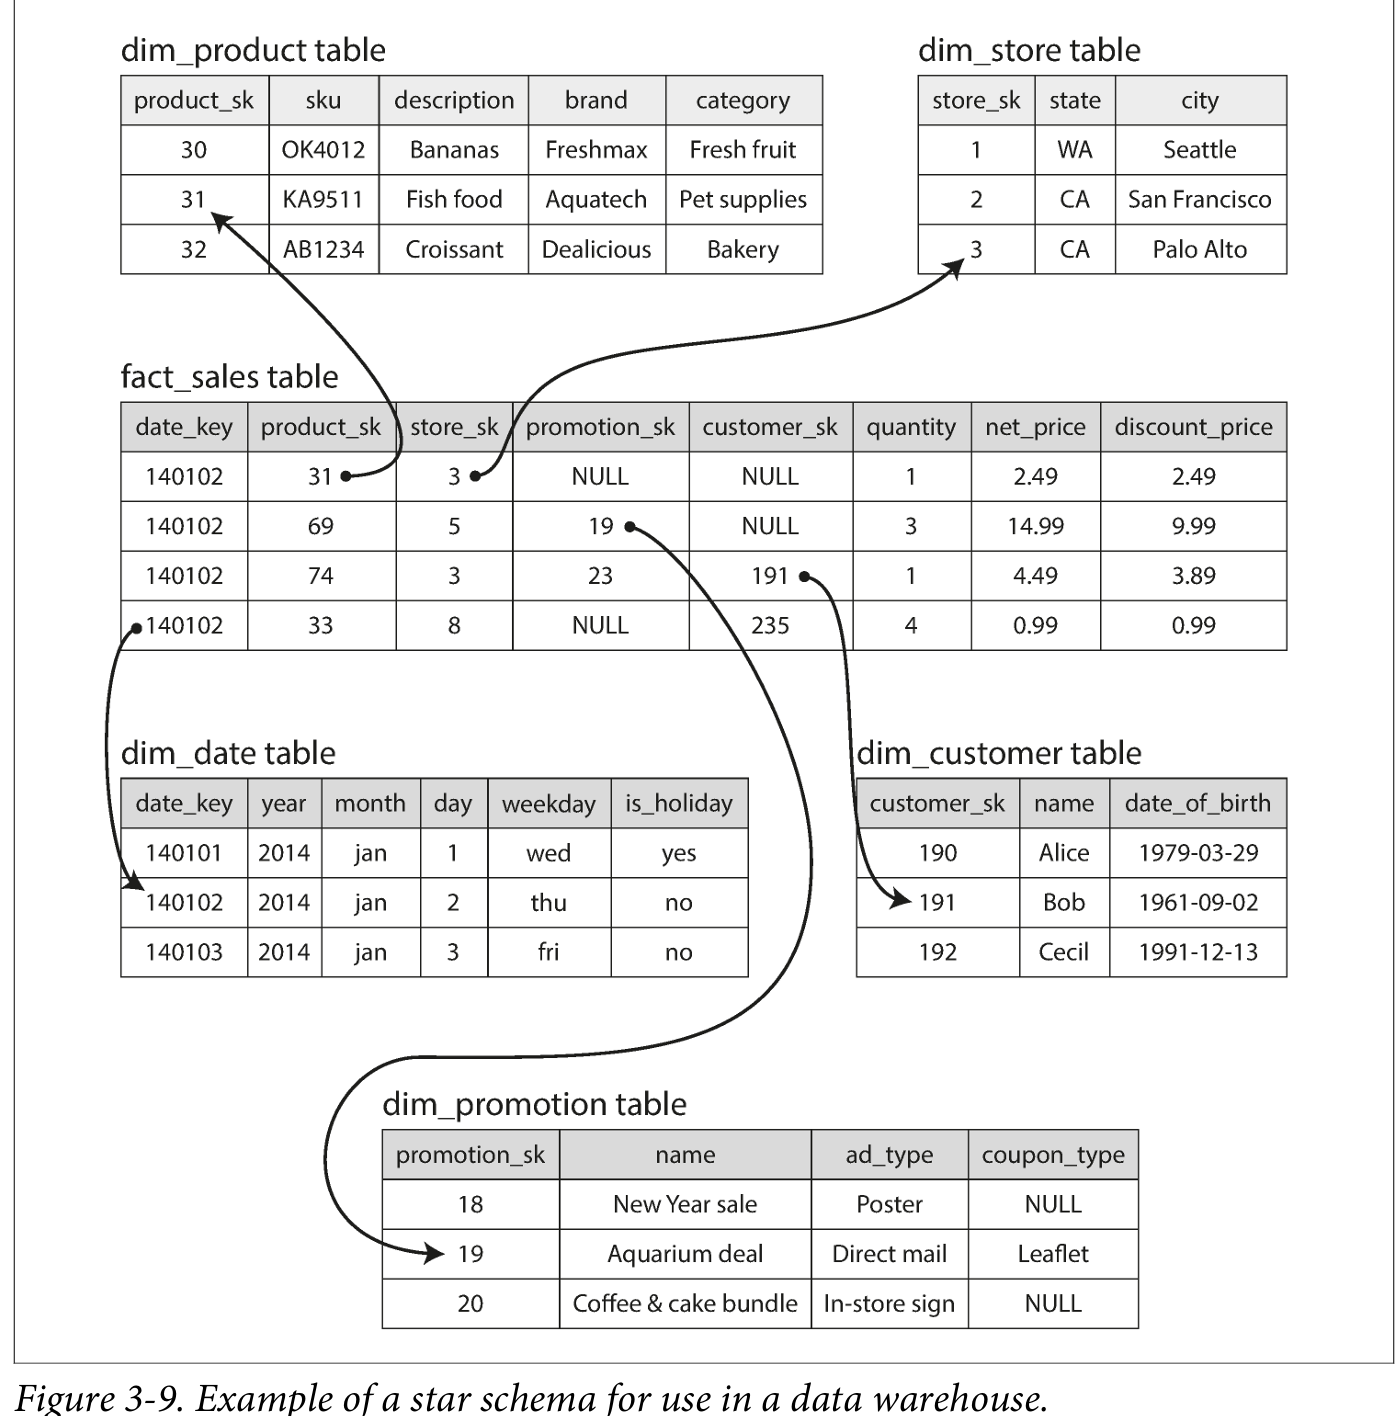 dim_product table
product_sk sku description brand category
30 OK4012 Bananas Freshmax Fresh fruit
31 KA9511 Fish food Aquatech Pet supplies
32 AB1234 Croissant Dealicious Bakery
dim_store table
store_sk state city
1 WA Seattle
2 CA San Francisco
3 CA Palo Alto
fact_sales table
date_key product_sk store_sk promotion_sk customer_sk quantity net_price discount_price
140102 31 3 NULL NULL 1 2.49 2.49
140102 69 5 19 NULL 3 14.99 9.99
140102 74 3 23 191 1 4.49 3.89
140102 33 8 NULL 235 4 0.99 0.99
dim_date table
date_key year month day weekday is_holiday
140101 2014 jan 1 wed yes
140102 2014 jan 2 thu no
140103 2014 jan 3 fri no
dim_customer table
customer_sk name date_of_birth
190 Alice 1979-03-29
191 Bob 1961-09-02
192 Cecil 1991-12-13
dim_promotion table
promotion_sk name ad_type coupon_type
18 New Year sale Poster NULL
19 Aquarium deal Direct mail Leaflet
20 Coffee & cake bundle In-store sign NULL
Figure 3-9. Example of a star schema for use in a data warehouse.